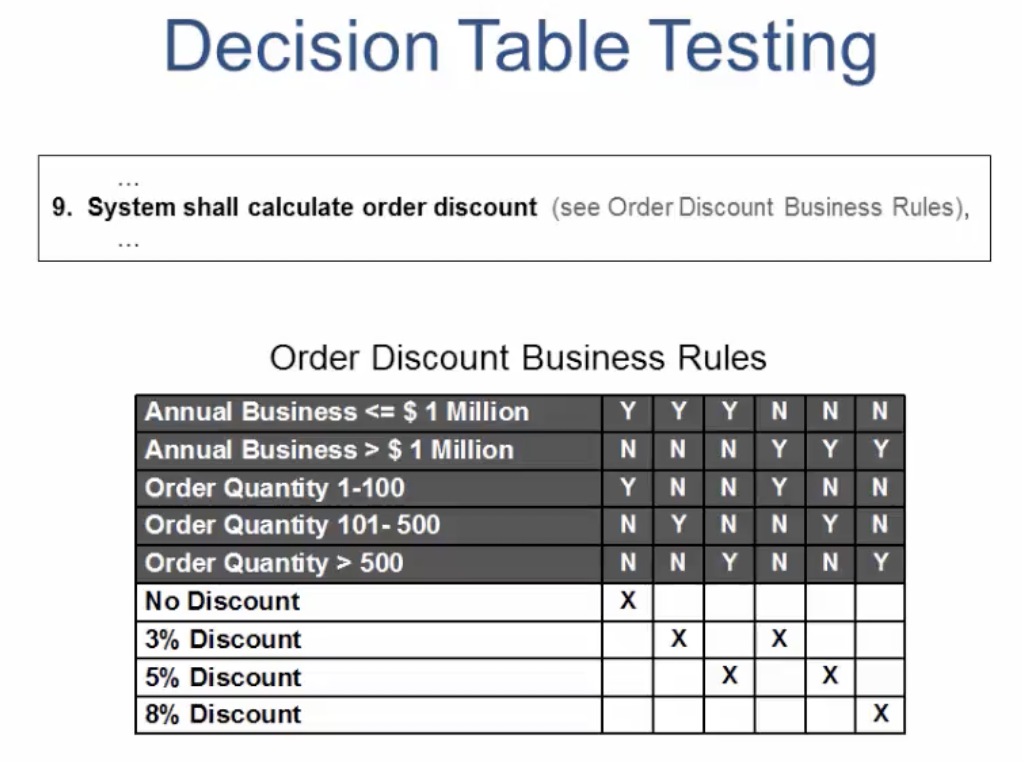 Decision Table Testing
...
9. System shall calculate order discount (see Order Discount Business Rules),
...
Order Discount Business Rules
Annual Business <= $ 1 Million Y Y Y N N N
Annual Business > $ 1 Million N N N Y Y Y
Order Quantity 1-100 Y N N Y N N
Order Quantity 101- 500 N Y N N Y N
Order Quantity > 500 N N Y N N Y
No Discount X
3% Discount X X
5% Discount X X
8% Discount X